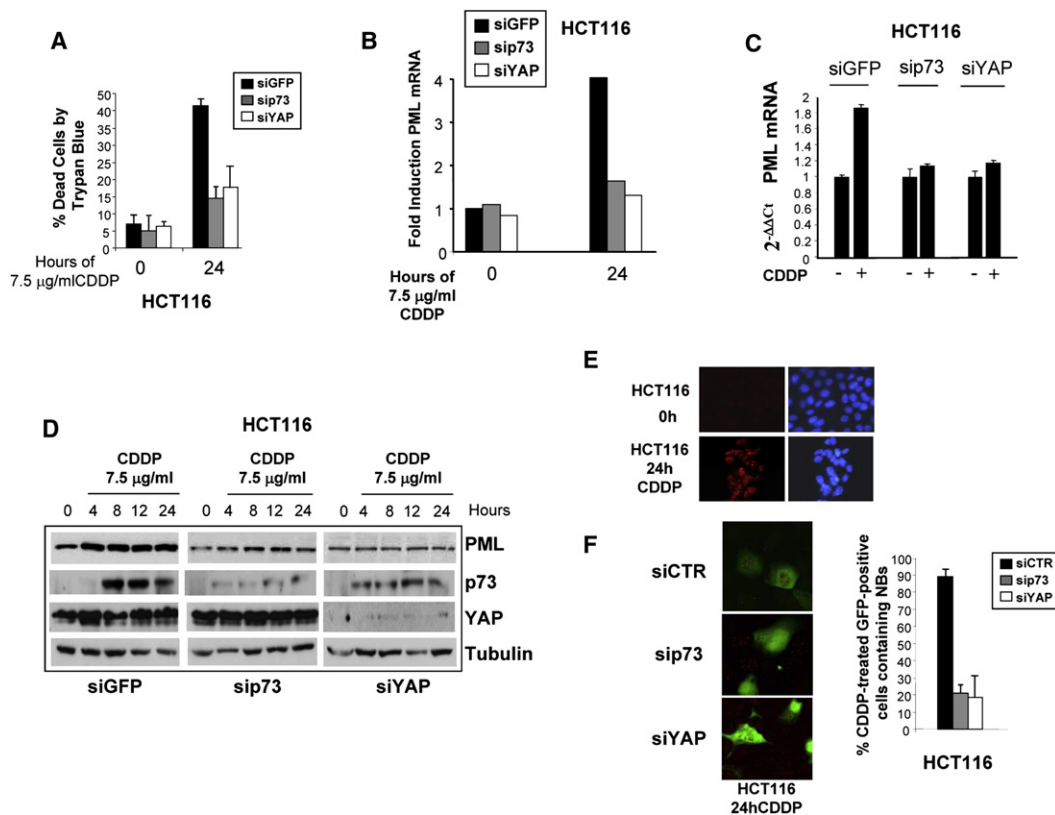 A
siGFP
sip73
siYAP
% Dead Cells by
Trypan Blue
50
45
40
35
30
25
20
15
10
5
0
0 24
Hours of
7.5 µg/mlCDDP
HCT116
B
siGFP
sip73
siYAP
HCT116
Fold Induction PML mRNA
4
3
2
1
0
0 24
Hours of
7.5 µg/ml
CDDP
C
HCT116
siGFP sip73 siYAP
2-ΔΔCt PML mRNA
2
1.8
1.6
1.4
1.2
1
0.8
0.6
0.4
0.2
0
CDDP - + - + - +
D
HCT116
CDDP CDDP CDDP
7.5 µg/ml 7.5 µg/ml 7.5 µg/ml
0 4 8 12 24 0 4 8 12 24 0 4 8 12 24 Hours
PML
p73
YAP
Tubulin
siGFP sip73 siYAP
E
HCT116
0h
HCT116
24h
CDDP
F
siCTR
sip73
siYAP
HCT116
24hCDDP
% CDDP-treated GFP-positive
cells containing NBs
100
90
80
70
60
50
40
30
20
10
0
siCTR
sip73
siYAP
HCT116